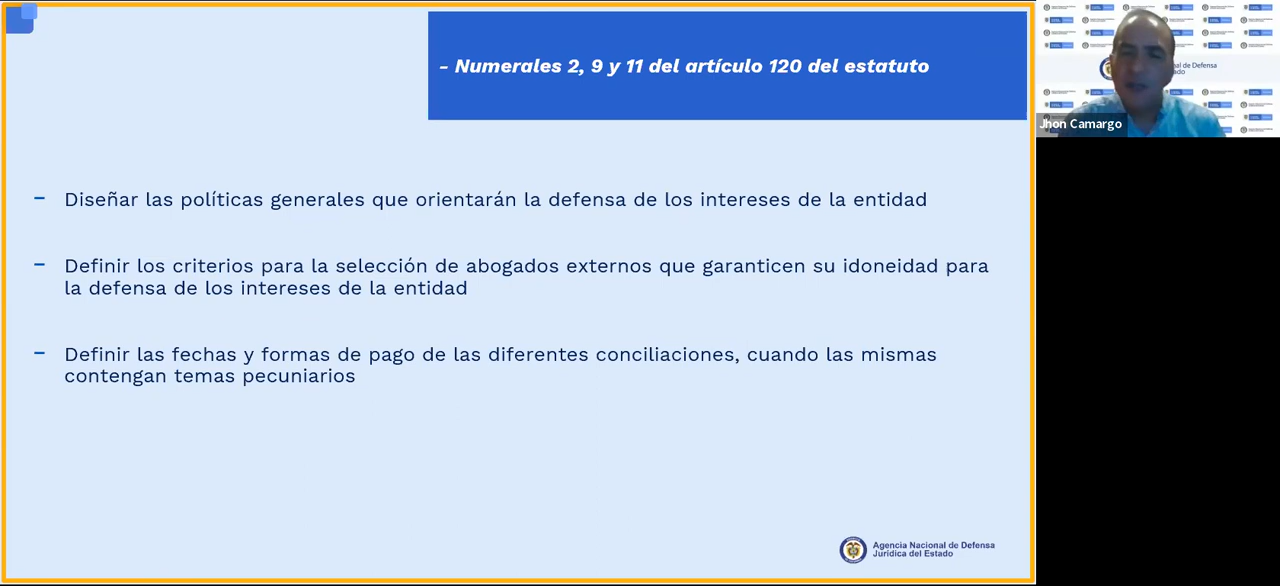 - Numerales 2, 9 y 11 del artículo 120 del estatuto
- Diseñar las políticas generales que orientarán la defensa de los intereses de la entidad
- Definir los criterios para la selección de abogados externos que garanticen su idoneidad para
la defensa de los intereses de la entidad
- Definir las fechas y formas de pago de las diferentes conciliaciones, cuando las mismas
contengan temas pecuniarios
Agencia Nacional de Defensa
Jurídica del Estado
Jhon Camargo